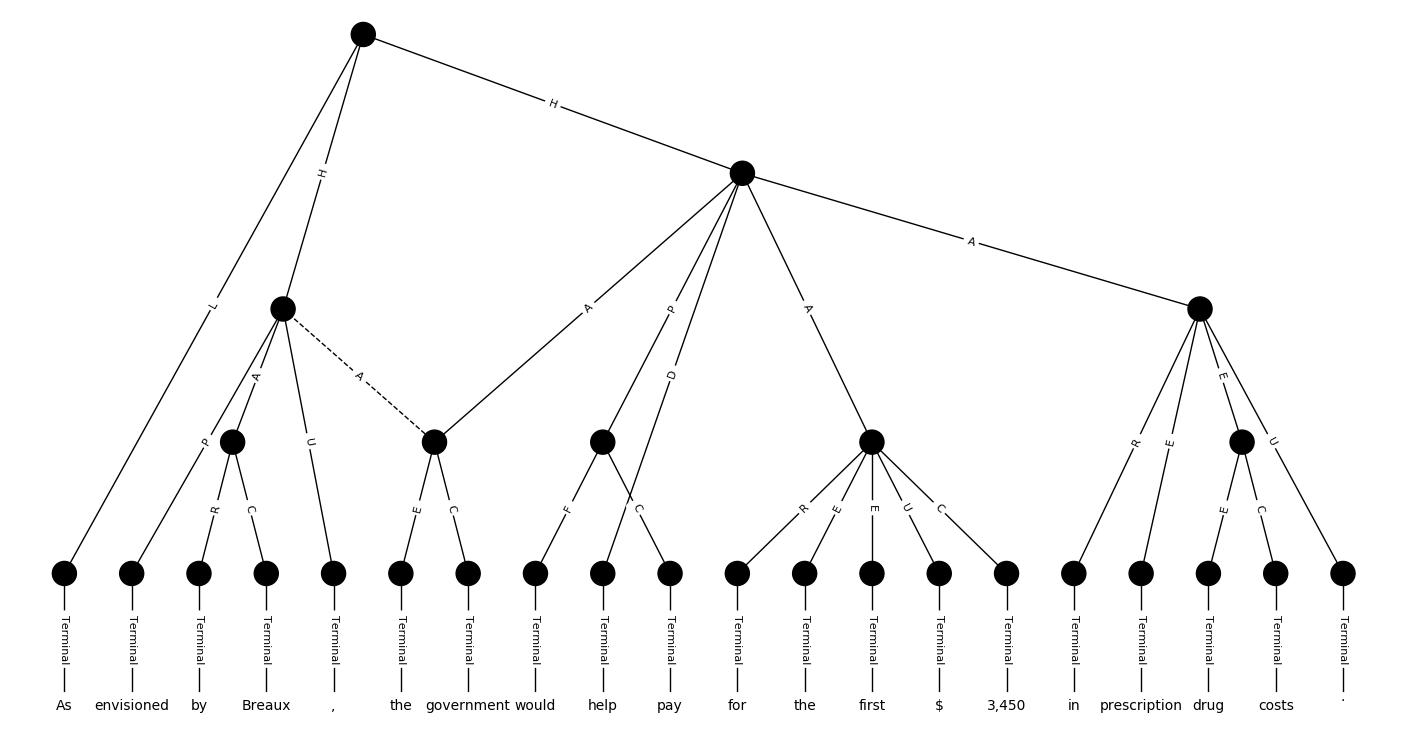 H
H
A
L
A
P
A
D
A
A
E
P
U
R
E
U
R
C
E
C
F
C
R
E
E
U
C
E
C
Terminal Terminal Terminal Terminal Terminal Terminal Terminal Terminal Terminal Terminal Terminal Terminal Terminal Terminal Terminal Terminal Terminal Terminal Terminal Terminal
As envisioned by Breaux , the government would help pay for the first $ 3,450 in prescription drug costs .